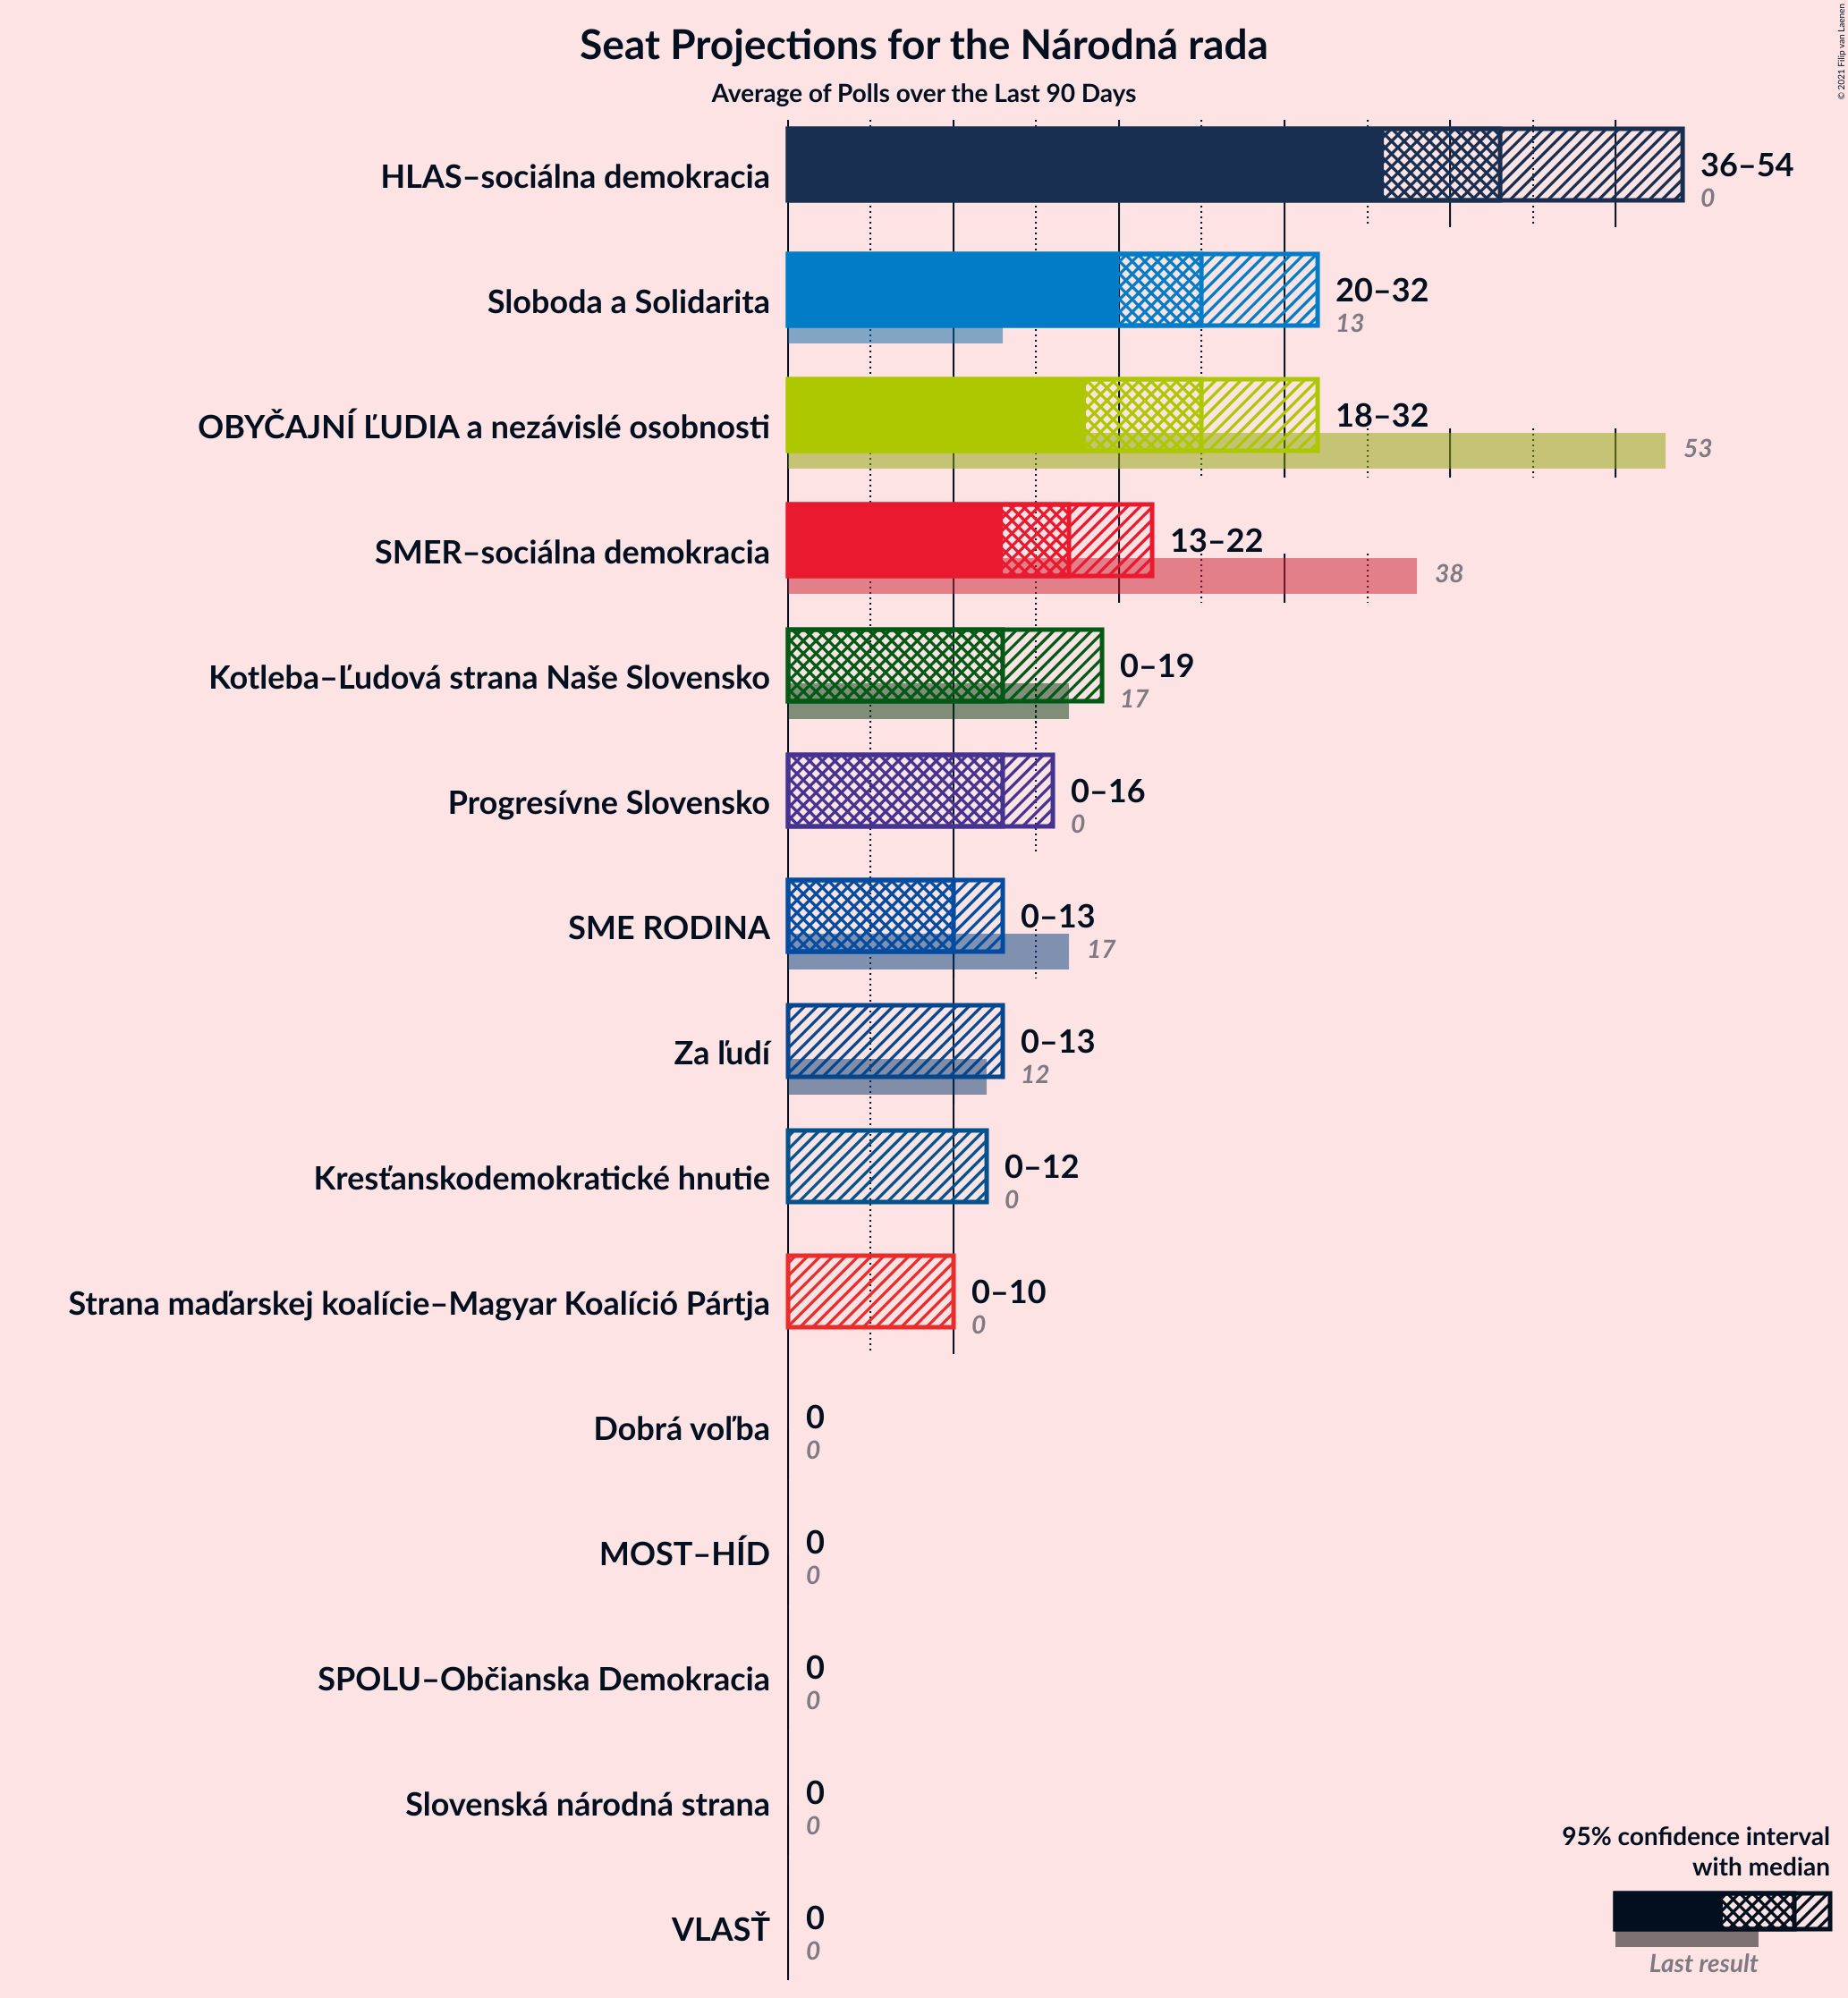 Seat Projections for the Národná rada
Average of Polls over the Last 90 Days
© 2021 Filip van Laenen
HLAS–sociálna demokracia
36–54
0
Sloboda a Solidarita
20–32
13
OBYČAJNÍ ĽUDIA a nezávislé osobnosti
18–32
53
SMER–sociálna demokracia
13–22
38
Kotleba–Ľudová strana Naše Slovensko
0–19
17
Progresívne Slovensko
0–16
0
SME RODINA
0–13
17
Za ľudí
0–13
12
Kresťanskodemokratické hnutie
0–12
0
Strana maďarskej koalície–Magyar Koalíció Pártja
0–10
0
Dobrá voľba
0
0
MOST–HÍD
0
0
SPOLU–Občianska Demokracia
0
0
Slovenská národná strana
0
0
VLASŤ
0
0
95% confidence interval
with median
Last result